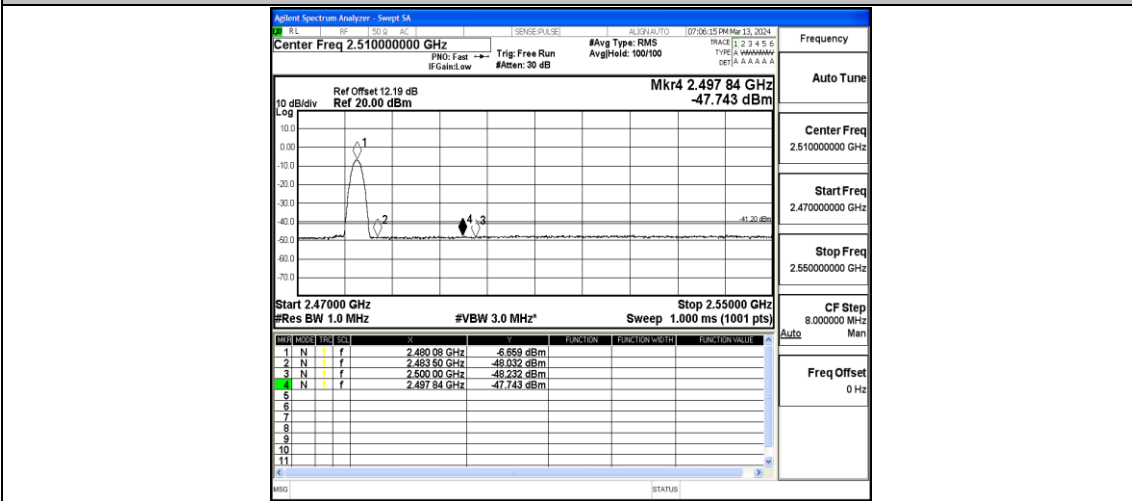 Agilent Spectrum Analyzer - Swept SA
RL RF 50 Ω AC SENSE:PULSE ALIGNAUTO 07:06:15 PM Mar 13, 2024
Center Freq 2.510000000 GHz
PNO: Fast
IFGain:Low
Trig: Free Run
#Atten: 30 dB
#Avg Type: RMS
Avg|Hold: 100/100
TRACE 1 2 3 4 5 6
TYPE A WWWWW
DET A A A A A A
Mkr4 2.497 84 GHz
-47.743 dBm
Ref Offset 12.19 dB
10 dB/div Ref 20.00 dBm
Log
10.0
0.00
-10.0
-20.0
-30.0
-40.0
-50.0
-60.0
-70.0
1
2
4
3
-41.20 dBm
Start 2.47000 GHz Stop 2.55000 GHz
#Res BW 1.0 MHz #VBW 3.0 MHz* Sweep 1.000 ms (1001 pts)
MKR MODE TRC SCL X Y FUNCTION FUNCTION WIDTH FUNCTION VALUE
1 N 1 f 2.480 08 GHz -6.659 dBm
2 N 1 f 2.483 50 GHz -48.032 dBm
3 N 1 f 2.500 00 GHz -48.232 dBm
4 N 1 f 2.497 84 GHz -47.743 dBm
5
6
7
8
9
10
11
MSG STATUS
Frequency
Auto Tune
Center Freq
2.510000000 GHz
Start Freq
2.470000000 GHz
Stop Freq
2.550000000 GHz
CF Step
8.000000 MHz
Auto Man
Freq Offset
0 Hz